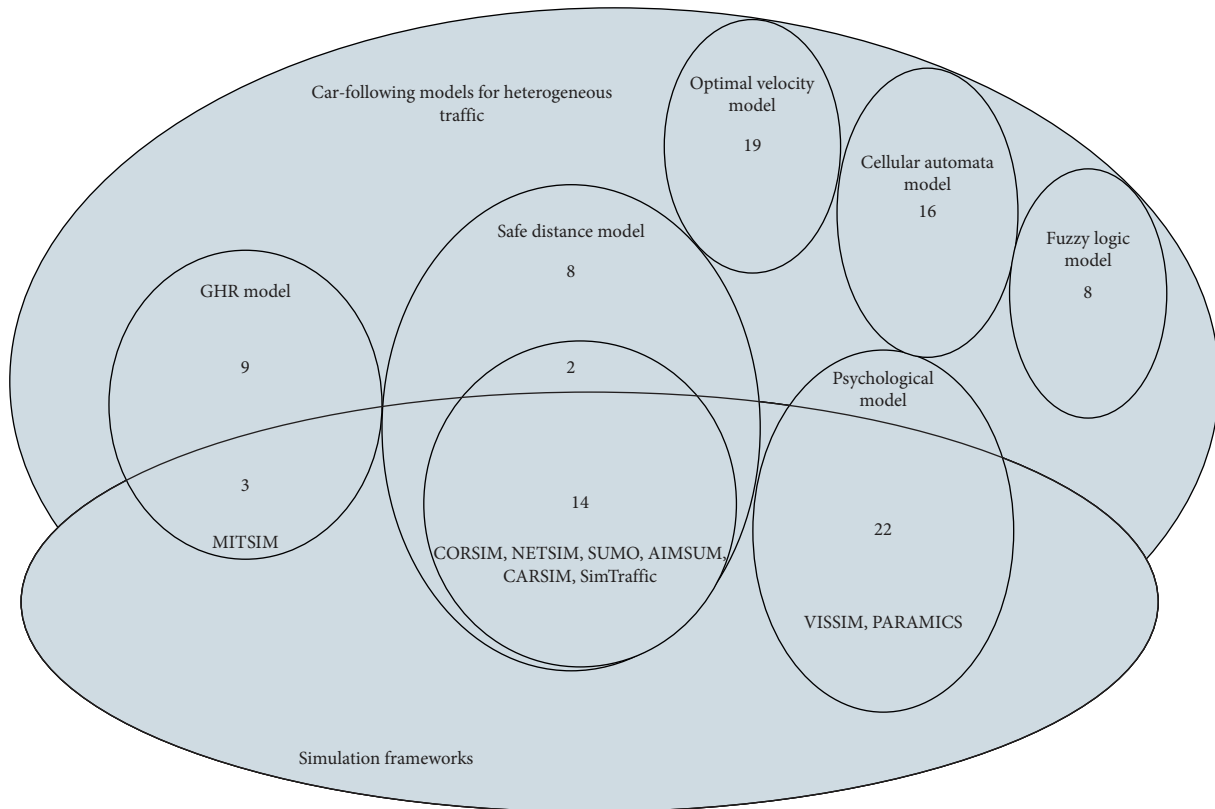 Car-following models for heterogeneous
traffic
Optimal velocity
model
19
Cellular automata
model
16
Fuzzy logic
model
8
Safe distance model
8
2
14
CORSIM, NETSIM, SUMO, AIMSUM,
CARSIM, SimTraffic
GHR model
9
3
MITSIM
Psychological
model
22
VISSIM, PARAMICS
Simulation frameworks